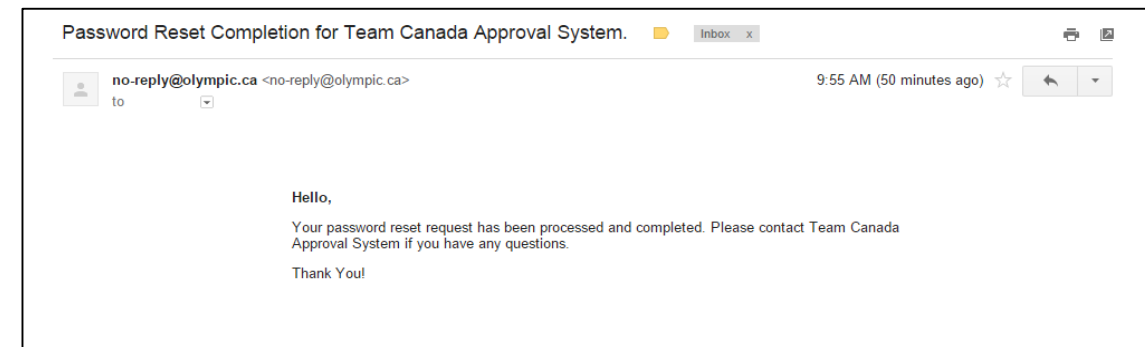 Password Reset Completion for Team Canada Approval System. Inbox x
no-reply@olympic.ca <no-reply@olympic.ca> 9:55 AM (50 minutes ago)
to
Hello,
Your password reset request has been processed and completed. Please contact Team Canada
Approval System if you have any questions.
Thank You!